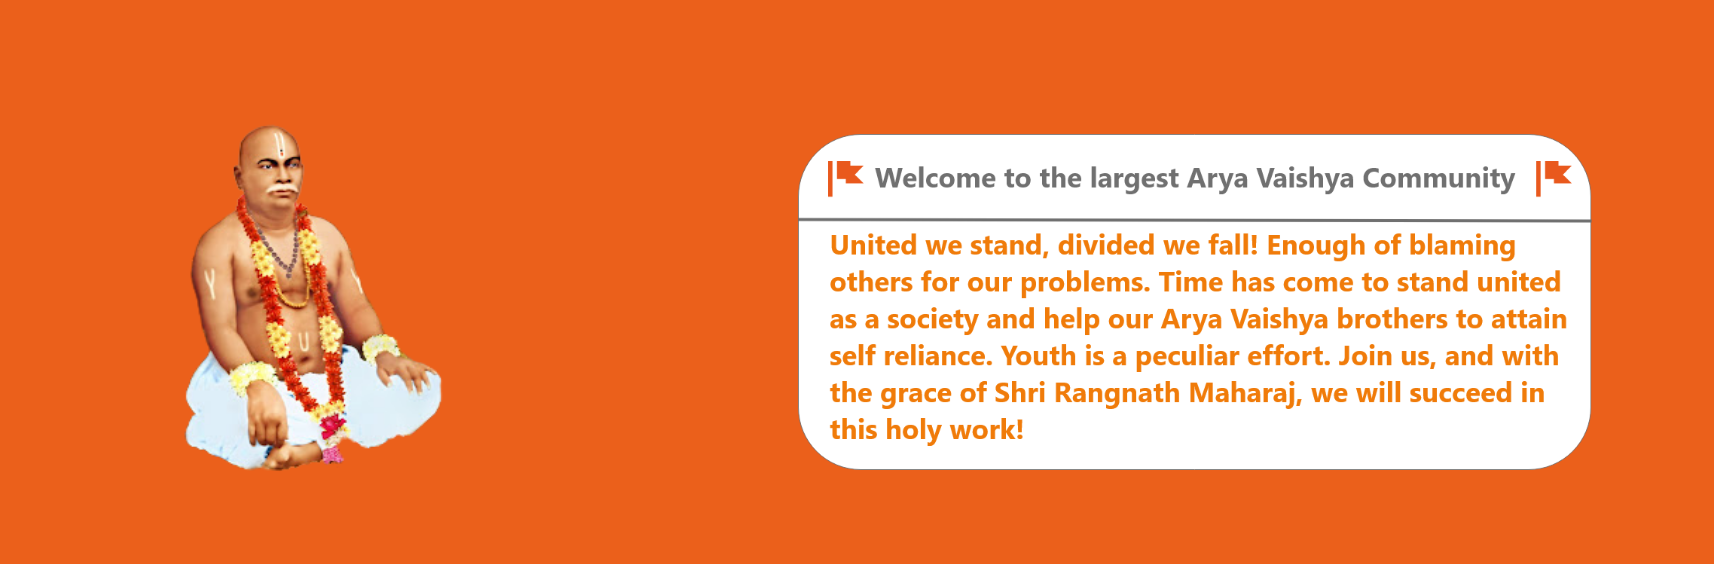 Welcome to the largest Arya Vaishya Community
United we stand, divided we fall! Enough of blaming
others for our problems. Time has come to stand united
as a society and help our Arya Vaishya brothers to attain
self reliance. Youth is a peculiar effort. Join us, and with
the grace of Shri Rangnath Maharaj, we will succeed in
this holy work!